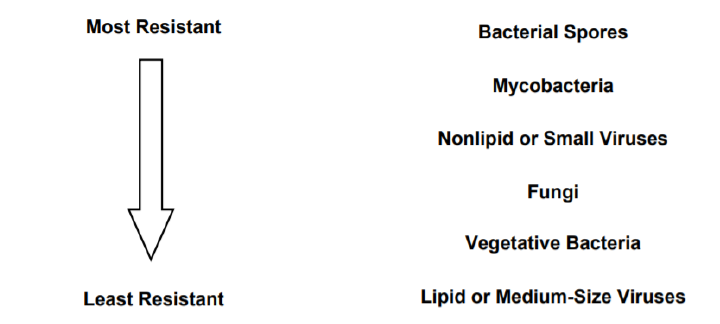 Most Resistant
Bacterial Spores
Mycobacteria
Nonlipid or Small Viruses
Fungi
Vegetative Bacteria
Least Resistant
Lipid or Medium-Size Viruses